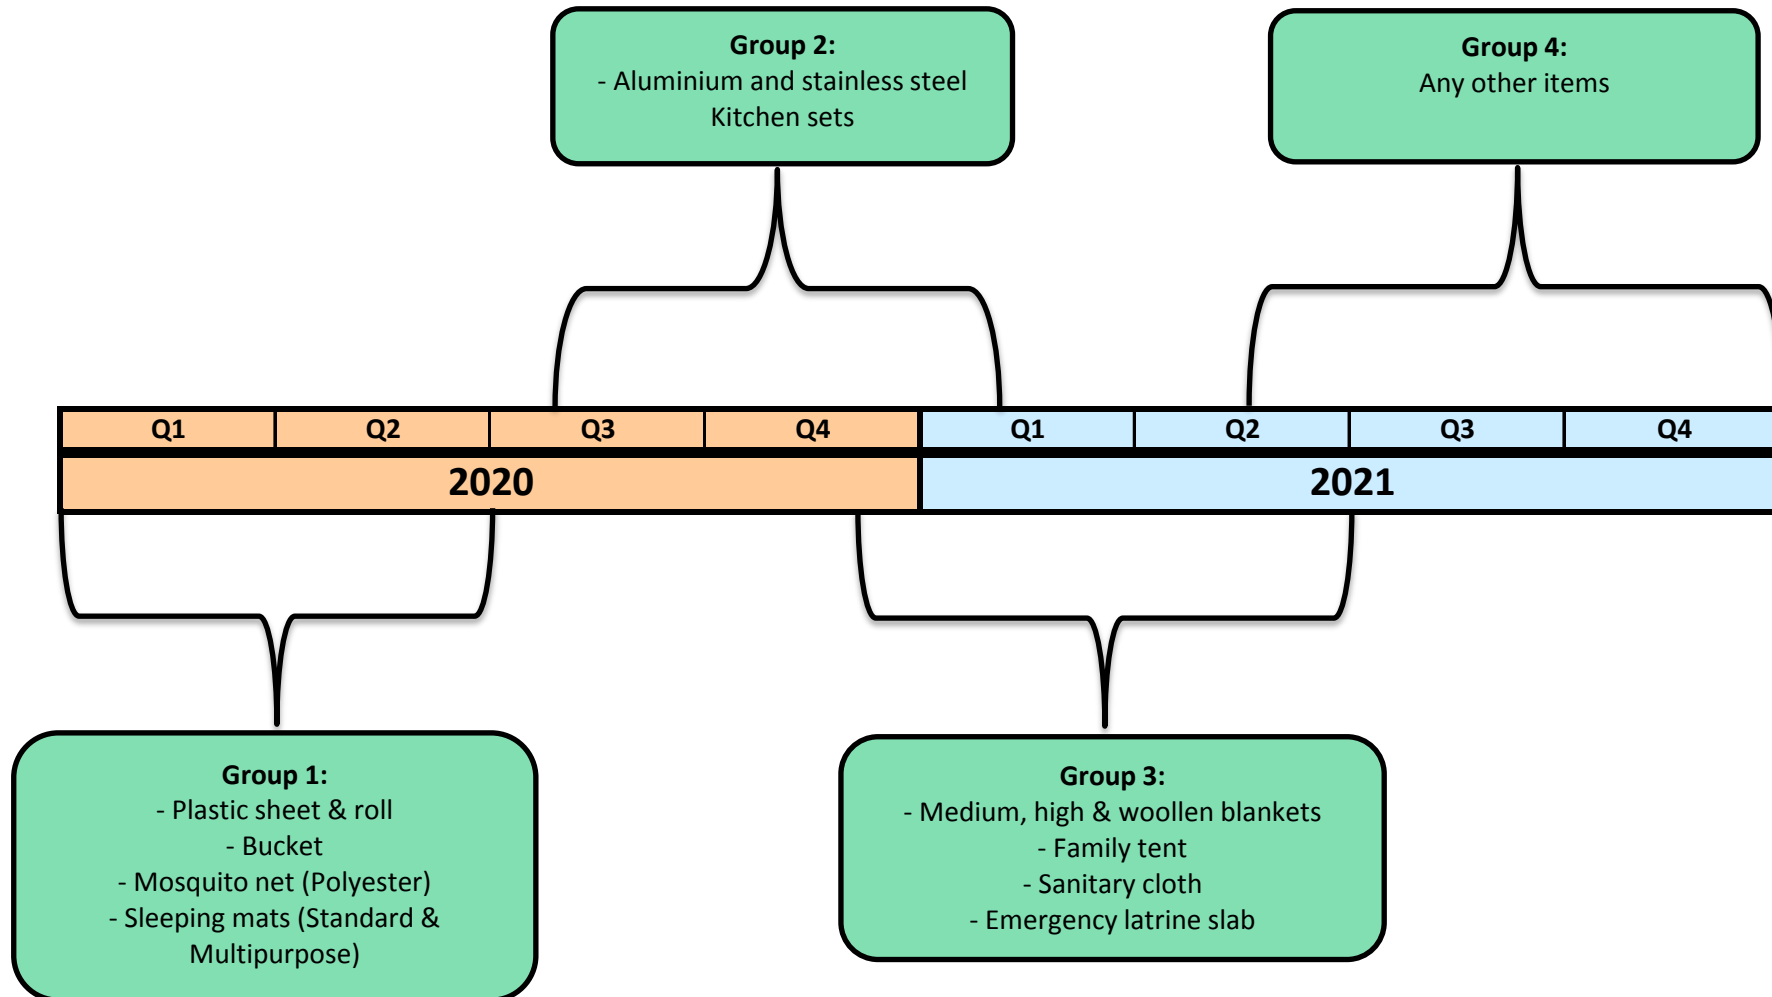 Group 2:
- Aluminium and stainless steel
Kitchen sets
Group 4:
Any other items
Q1 Q2 Q3 Q4 Q1 Q2 Q3 Q4
2020 2021
Group 1:
- Plastic sheet & roll
- Bucket
- Mosquito net (Polyester)
- Sleeping mats (Standard &
Multipurpose)
Group 3:
- Medium, high & woollen blankets
- Family tent
- Sanitary cloth
- Emergency latrine slab